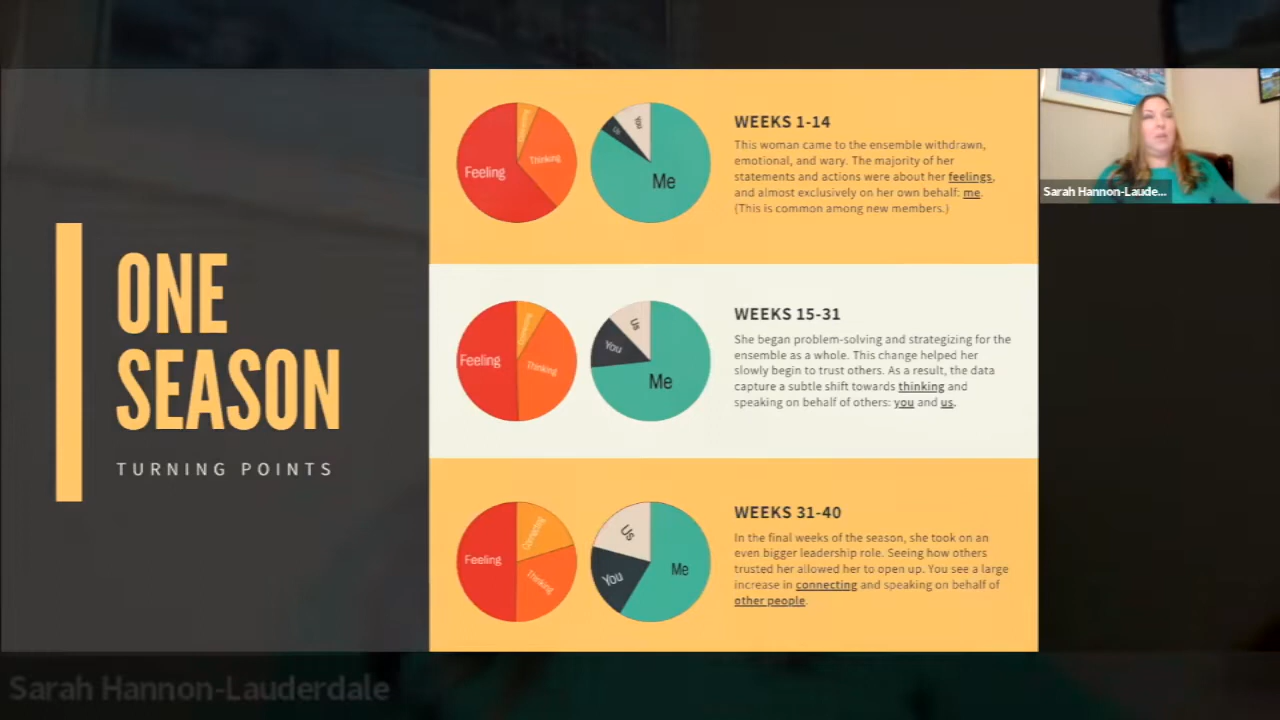 ONE
SEASON
TURNING POINTS
Feeling
Thinking
Me
Us
You
WEEKS 1-14
This woman came to the ensemble withdrawn,
emotional, and wary. The majority of her
statements and actions were about her feelings,
and almost exclusively on her own behalf: me.
(This is common among new members.)
Feeling
Thinking
Me
You
Us
WEEKS 15-31
She began problem-solving and strategizing for the
ensemble as a whole. This change helped her
slowly begin to trust others. As a result, the data
capture a subtle shift towards thinking and
speaking on behalf of others: you and us.
Feeling
Connecting
Thinking
Me
You
Us
WEEKS 31-40
In the final weeks of the season, she took on an
even bigger leadership role. Seeing how others
trusted her allowed her to open up. You see a large
increase in connecting and speaking on behalf of
other people.
Sarah Hannon-Laude...
Sarah Hannon-Lauderdale